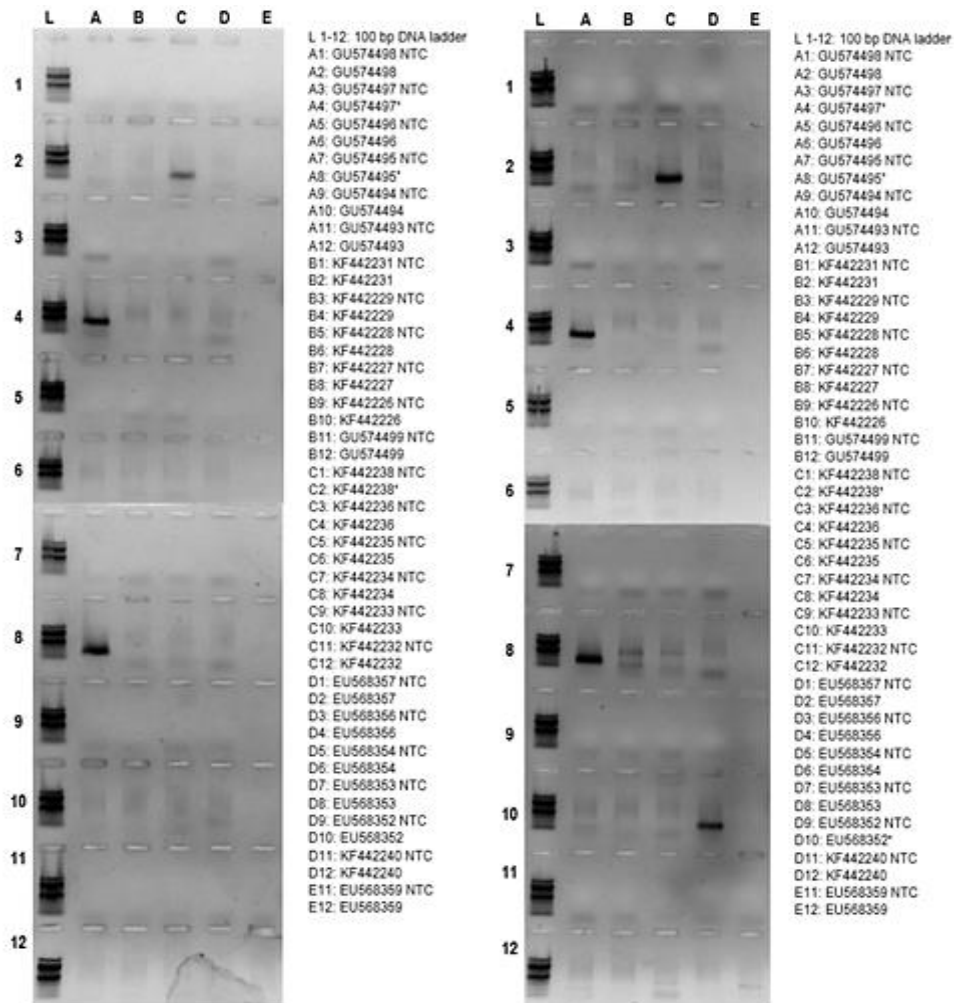 L A B C D E
1
2
3
4
5
6
7
8
9
10
11
12
L 1-12: 100 bp DNA ladder
A1: GU574498 NTC
A2: GU574498
A3: GU574497 NTC
A4: GU574497*
A5: GU574496 NTC
A6: GU574496
A7: GU574495 NTC
A8: GU574495*
A9: GU574494 NTC
A10: GU574494
A11: GU574493 NTC
A12: GU574493
B1: KF442231 NTC
B2: KF442231
B3: KF442229 NTC
B4: KF442229
B5: KF442228 NTC
B6: KF442228
B7: KF442227 NTC
B8: KF442227
B9: KF442226 NTC
B10: KF442226
B11: GU574499 NTC
B12: GU574499
C1: KF442238 NTC
C2: KF442238*
C3: KF442236 NTC
C4: KF442236
C5: KF442235 NTC
C6: KF442235
C7: KF442234 NTC
C8: KF442234
C9: KF442233 NTC
C10: KF442233
C11: KF442232 NTC
C12: KF442232
D1: EU568357 NTC
D2: EU568357
D3: EU568356 NTC
D4: EU568356
D5: EU568354 NTC
D6: EU568354
D7: EU568353 NTC
D8: EU568353
D9: EU568352 NTC
D10: EU568352
D11: KF442240 NTC
D12: KF442240
E11: EU568359 NTC
E12: EU568359
L A B C D E
1
2
3
4
5
6
7
8
9
10
11
12
L 1-12: 100 bp DNA ladder
A1: GU574498 NTC
A2: GU574498
A3: GU574497 NTC
A4: GU574497*
A5: GU574496 NTC
A6: GU574496
A7: GU574495 NTC
A8: GU574495*
A9: GU574494 NTC
A10: GU574494
A11: GU574493 NTC
A12: GU574493
B1: KF442231 NTC
B2: KF442231
B3: KF442229 NTC
B4: KF442229
B5: KF442228 NTC
B6: KF442228
B7: KF442227 NTC
B8: KF442227
B9: KF442226 NTC
B10: KF442226
B11: GU574499 NTC
B12: GU574499
C1: KF442238 NTC
C2: KF442238*
C3: KF442236 NTC
C4: KF442236
C5: KF442235 NTC
C6: KF442235
C7: KF442234 NTC
C8: KF442234
C9: KF442233 NTC
C10: KF442233
C11: KF442232 NTC
C12: KF442232
D1: EU568357 NTC
D2: EU568357
D3: EU568356 NTC
D4: EU568356
D5: EU568354 NTC
D6: EU568354
D7: EU568353 NTC
D8: EU568353
D9: EU568352 NTC
D10: EU568352*
D11: KF442240 NTC
D12: KF442240
E11: EU568359 NTC
E12: EU568359